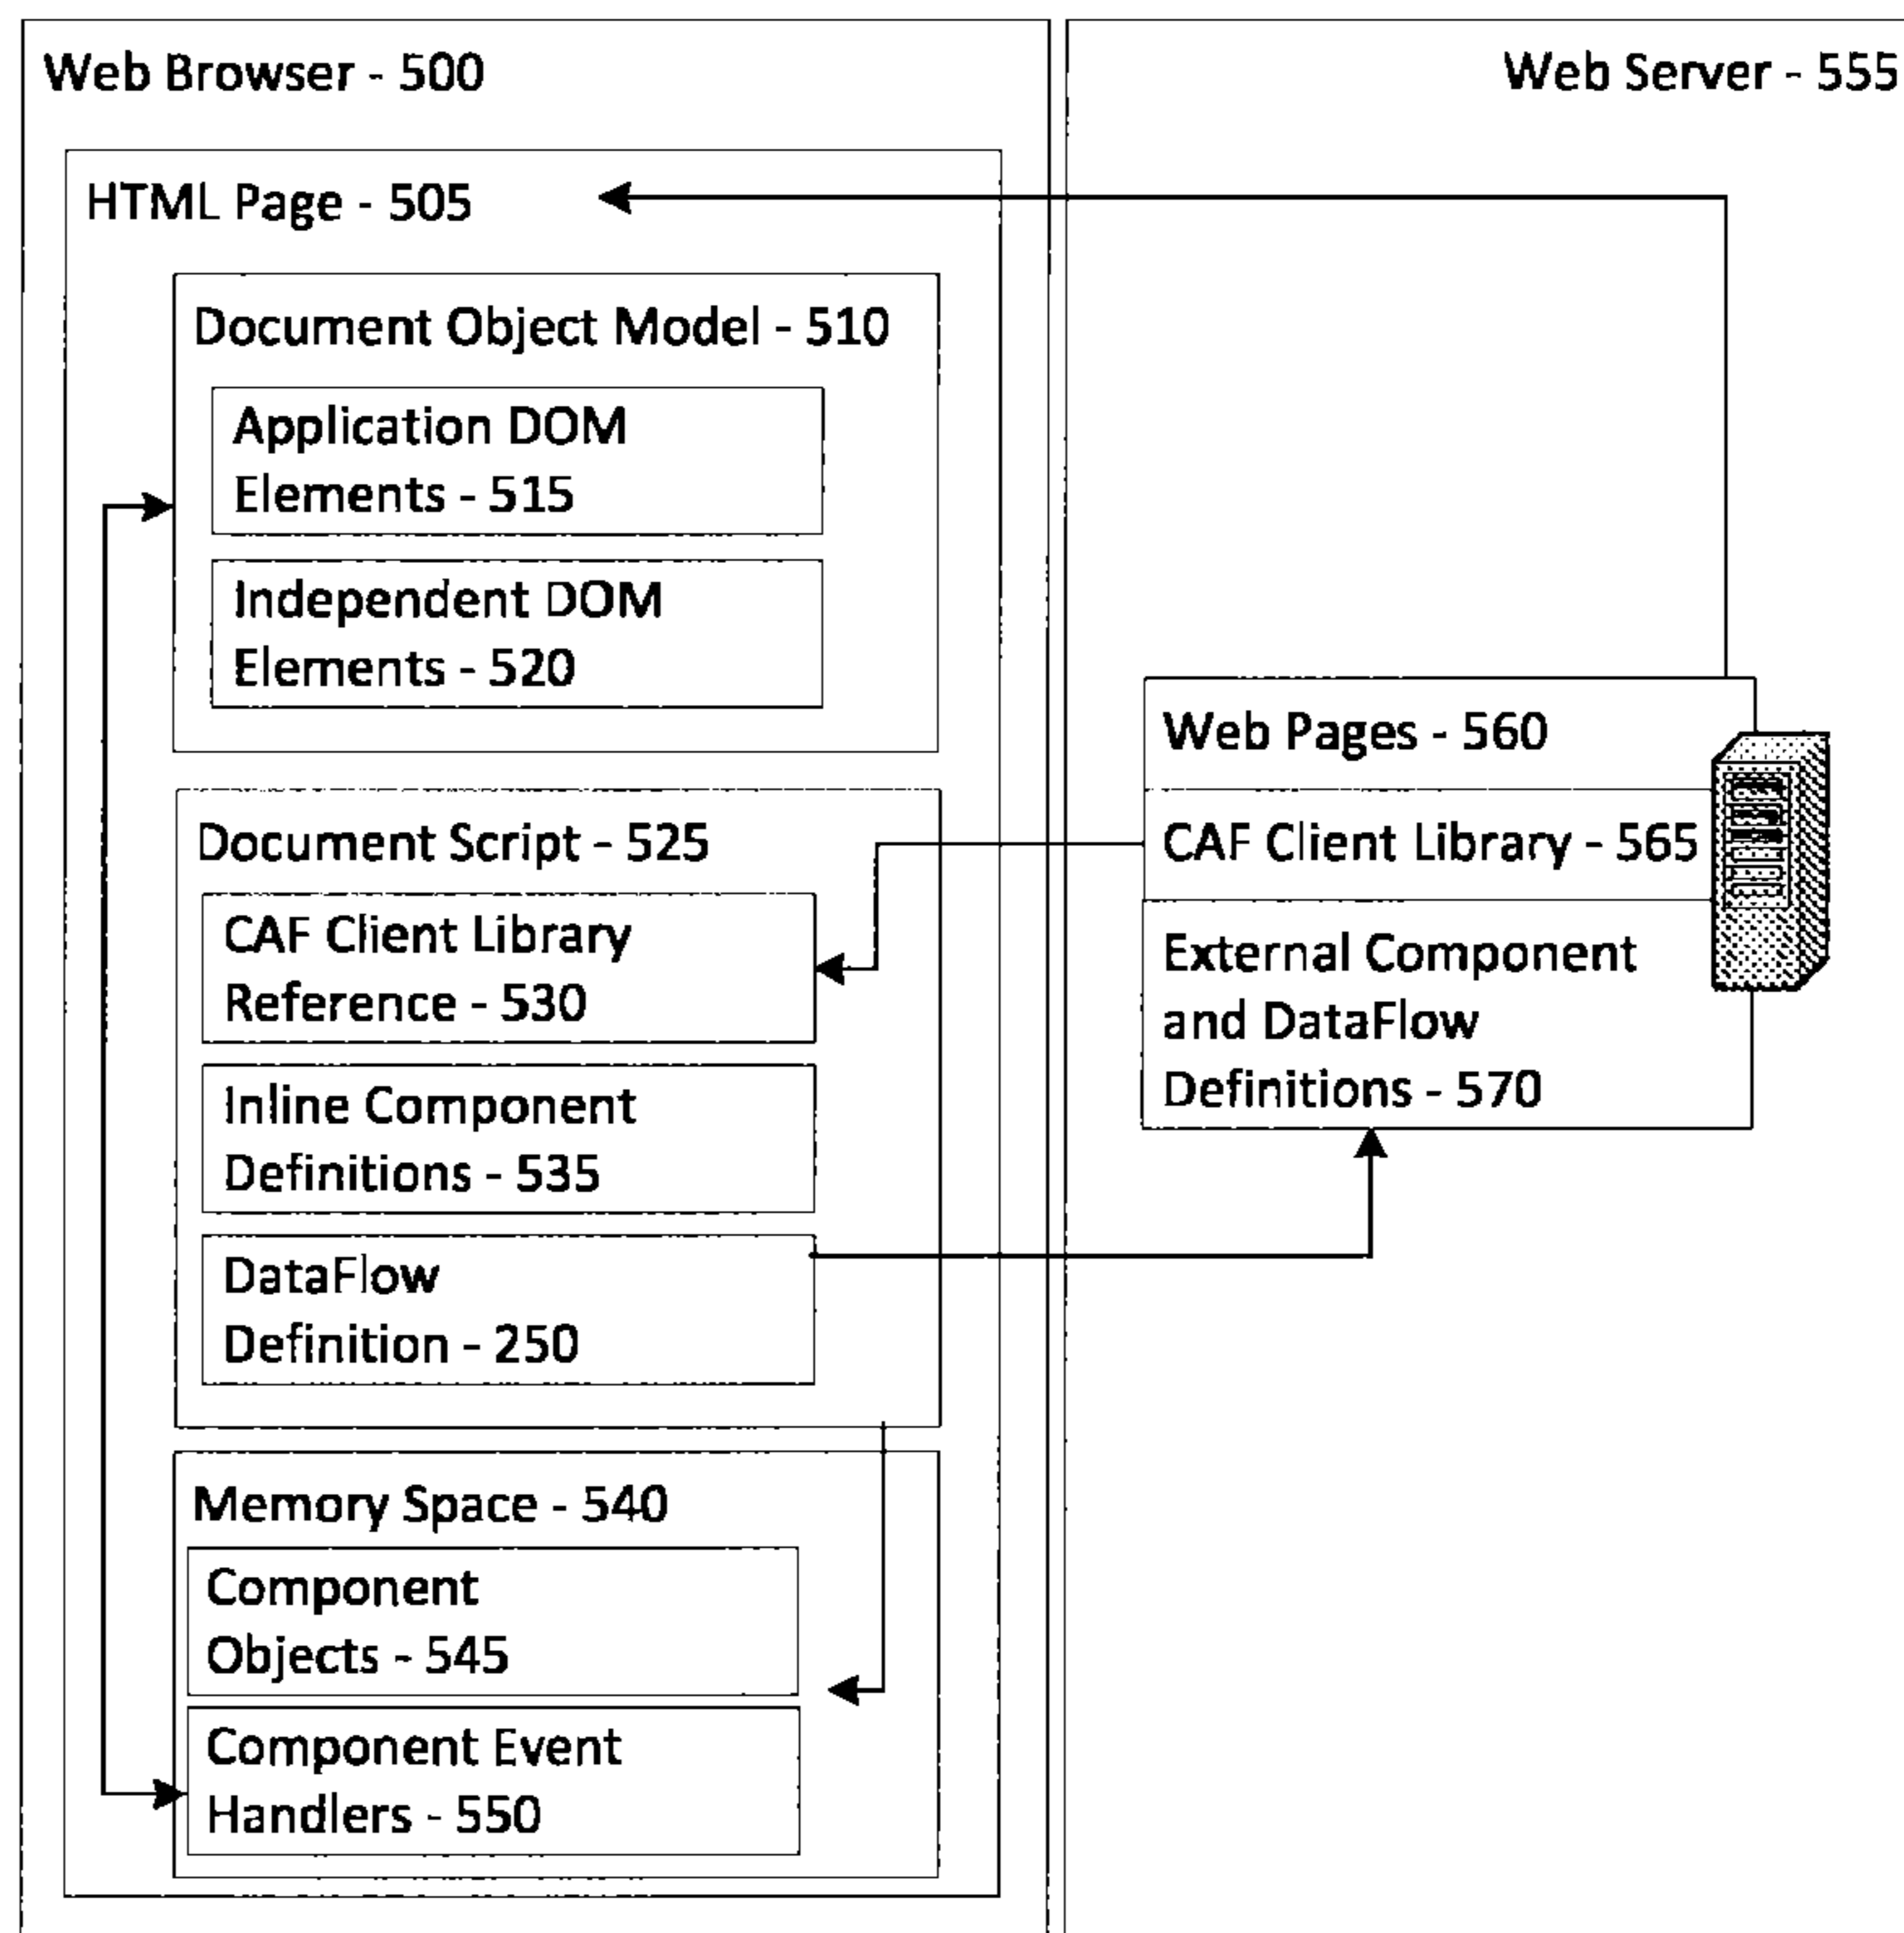 Web Browser - 500
HTML Page - 505
Document Object Model - 510
Application DOM
Elements - 515
Independent DOM
Elements - 520
Document Script - 525
CAF Client Library
Reference - 530
Inline Component
Definitions - 535
DataFlow
Definition - 250
Memory Space - 540
Component
Objects - 545
Component Event
Handlers - 550
Web Server - 555
Web Pages - 560
CAF Client Library - 565
External Component
and DataFlow
Definitions - 570